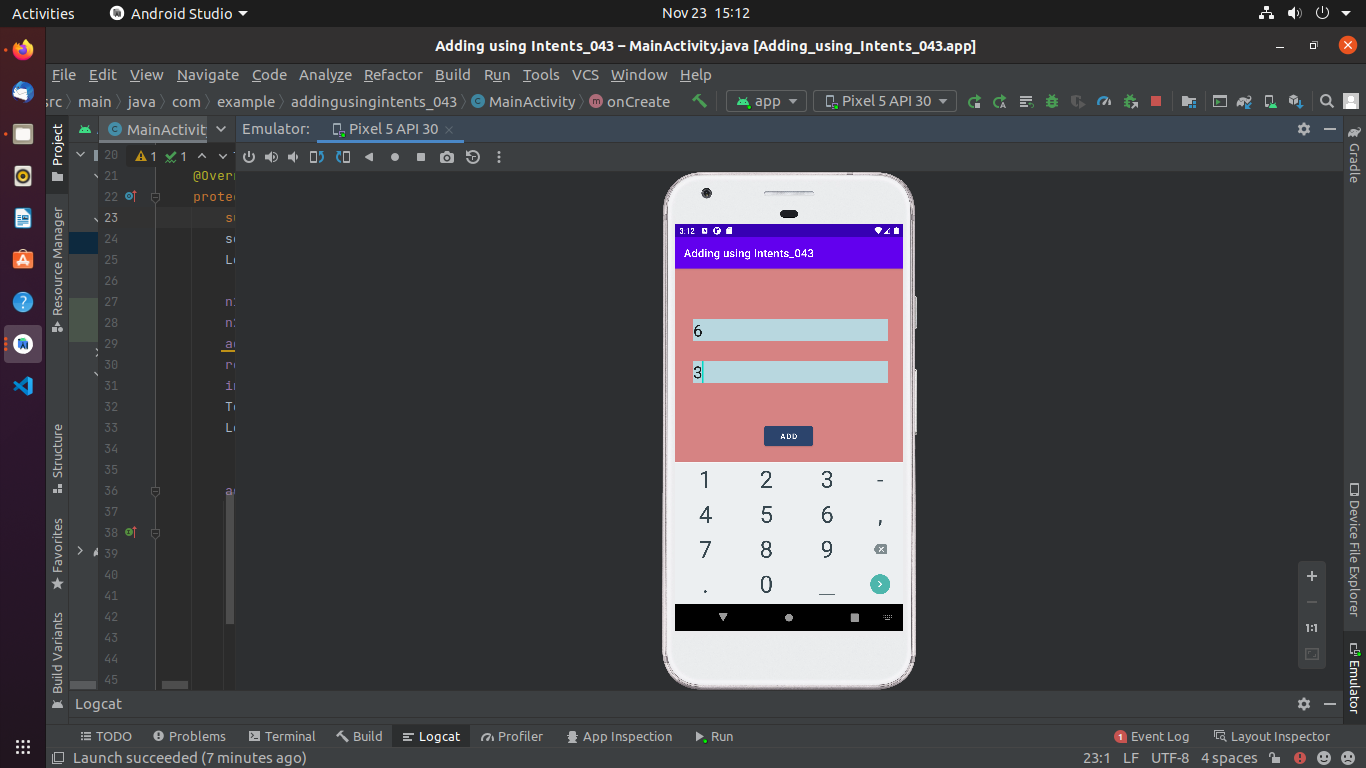 Activities Android Studio Nov 23 15:12
Adding using Intents_043 – MainActivity.java [Adding_using_Intents_043.app]
File Edit View Navigate Code Analyze Refactor Build Run Tools VCS Window Help
src main java com example addingusingintents_043 MainActivity onCreate app Pixel 5 API 30
Project
Resource Manager
Structure
Favorites
Build Variants
MainActivit
Emulator: Pixel 5 API 30
20 1 1
21 @Overr
22 protec
23 su
24 se
25 Lo
26
27 n1
28 n2
29 ad
30 re
31 in
32 To
33 Lo
34
35
36 ad
37
38
39
40
41
42
43
44
45
3:12
Adding using Intents_043
6
3
ADD
1 2 3 -
4 5 6 ,
7 8 9
. 0 _
1:1
Gradle
Device File Explorer
Emulator
Logcat
TODO Problems Terminal Build Logcat Profiler App Inspection Run 1 Event Log Layout Inspector
Launch succeeded (7 minutes ago) 23:1 LF UTF-8 4 spaces